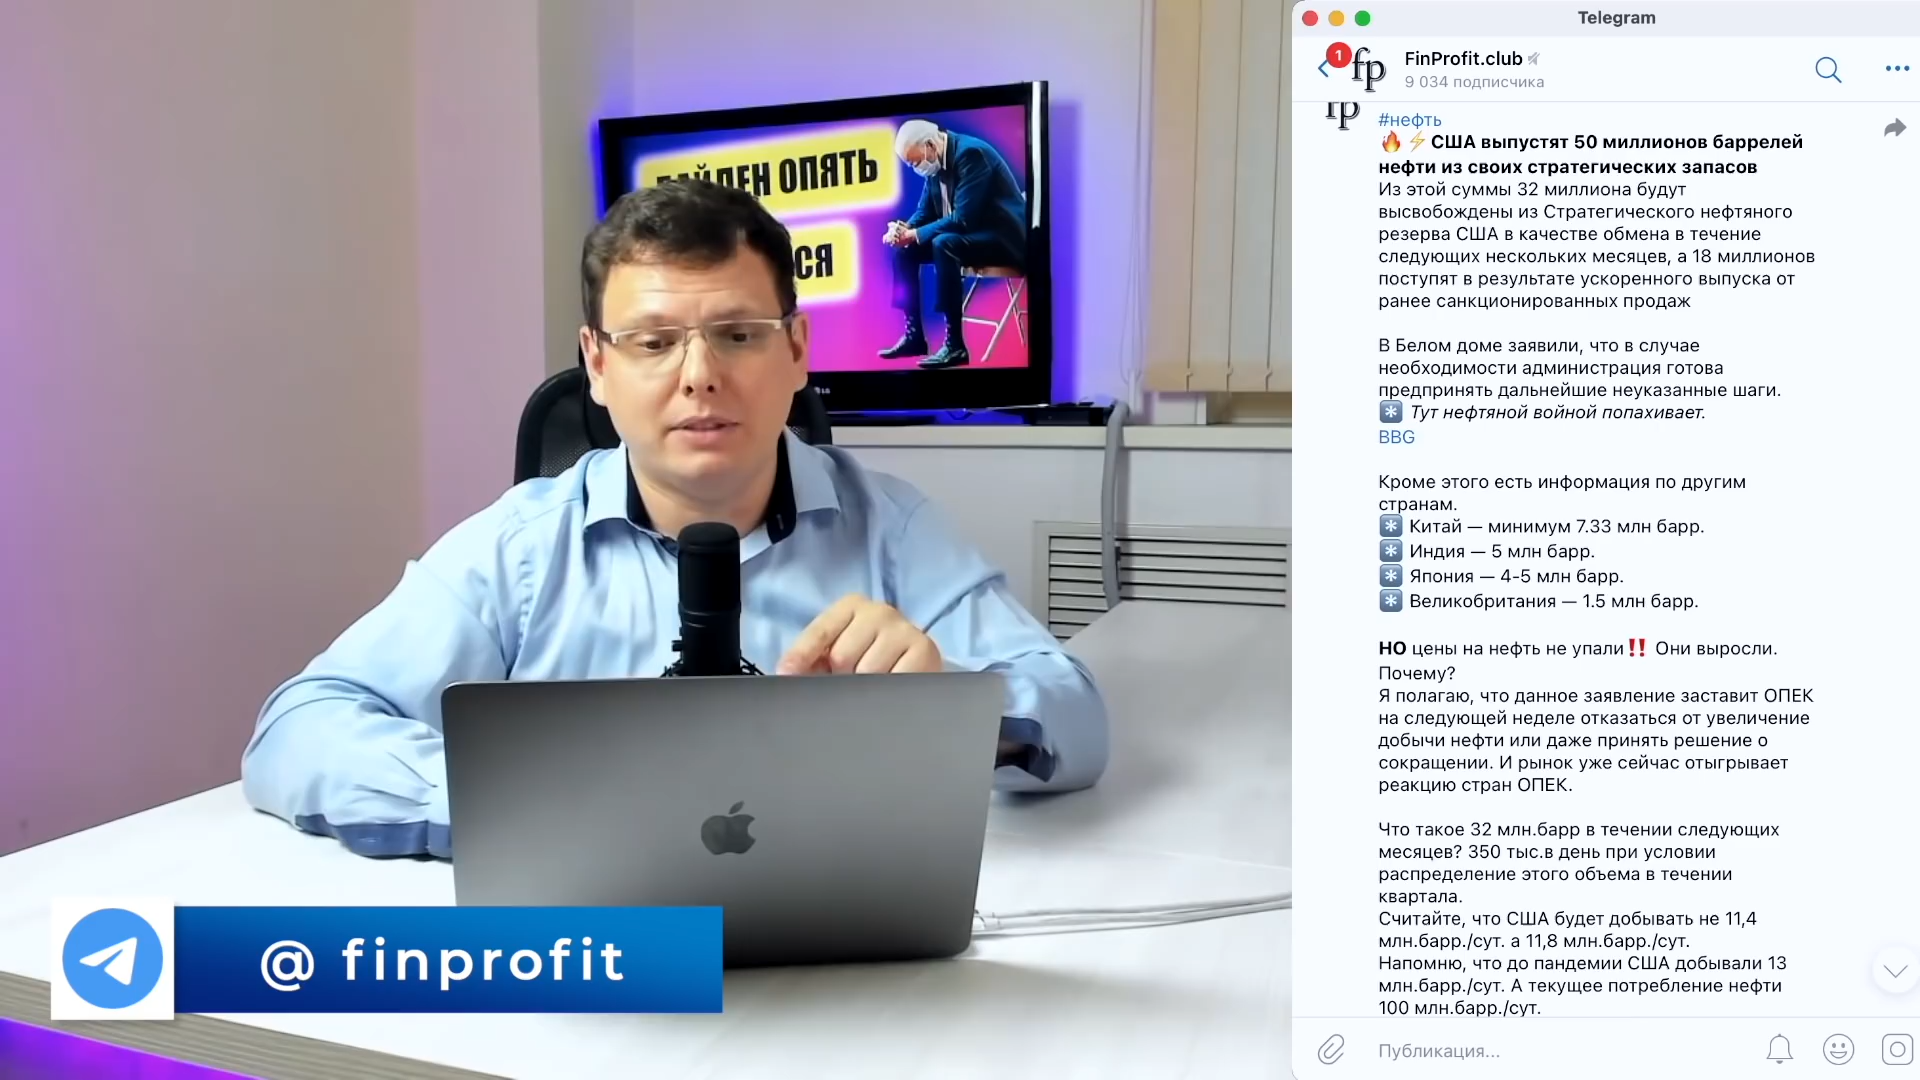 ОПЯТЬ
СЯ
@ finprofit
Telegram
1
fp
FinProfit.club
9 034 подписчика
fp
#нефть
🔥⚡США выпустят 50 миллионов баррелей
нефти из своих стратегических запасов
Из этой суммы 32 миллиона будут
высвобождены из Стратегического нефтяного
резерва США в качестве обмена в течение
следующих нескольких месяцев, а 18 миллионов
поступят в результате ускоренного выпуска от
ранее санкционированных продаж
В Белом доме заявили, что в случае
необходимости администрация готова
предпринять дальнейшие неуказанные шаги.
*️⃣ Тут нефтяной войной попахивает.
BBG
Кроме этого есть информация по другим
странам.
*️⃣ Китай — минимум 7.33 млн барр.
*️⃣ Индия — 5 млн барр.
*️⃣ Япония — 4-5 млн барр.
*️⃣ Великобритания — 1.5 млн барр.
НО цены на нефть не упали‼️ Они выросли.
Почему?
Я полагаю, что данное заявление заставит ОПЕК
на следующей неделе отказаться от увеличение
добычи нефти или даже принять решение о
сокращении. И рынок уже сейчас отыгрывает
реакцию стран ОПЕК.
Что такое 32 млн.барр в течении следующих
месяцев? 350 тыс.в день при условии
распределение этого объема в течении
квартала.
Считайте, что США будет добывать не 11,4
млн.барр./сут. а 11,8 млн.барр./сут.
Напомню, что до пандемии США добывали 13
млн.барр./сут. А текущее потребление нефти
100 млн.барр./сут.
Публикация...